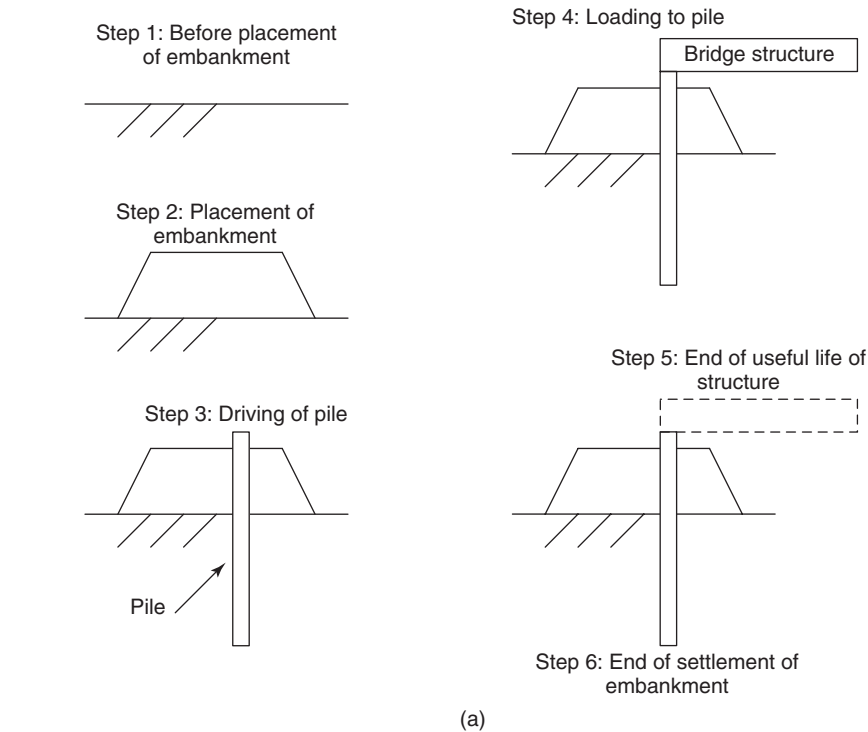 Step 1: Before placement
of embankment
Step 2: Placement of
embankment
Step 3: Driving of pile
Pile
Step 4: Loading to pile
Bridge structure
Step 5: End of useful life of
structure
Step 6: End of settlement of
embankment
(a)